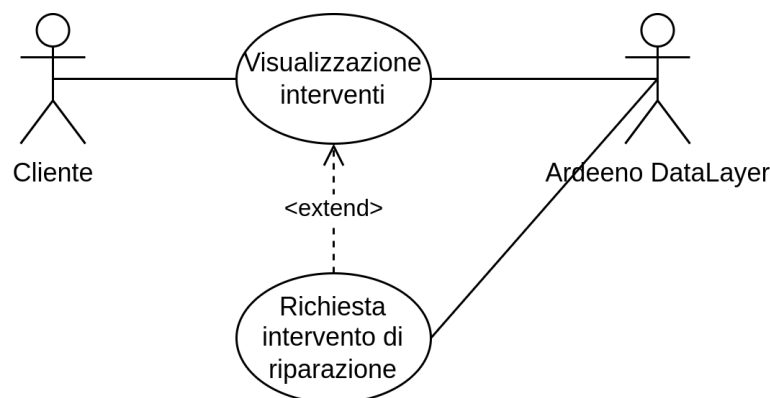 Visualizzazione
interventi
Cliente
Ardeeno DataLayer
<extend>
Richiesta
intervento di
riparazione